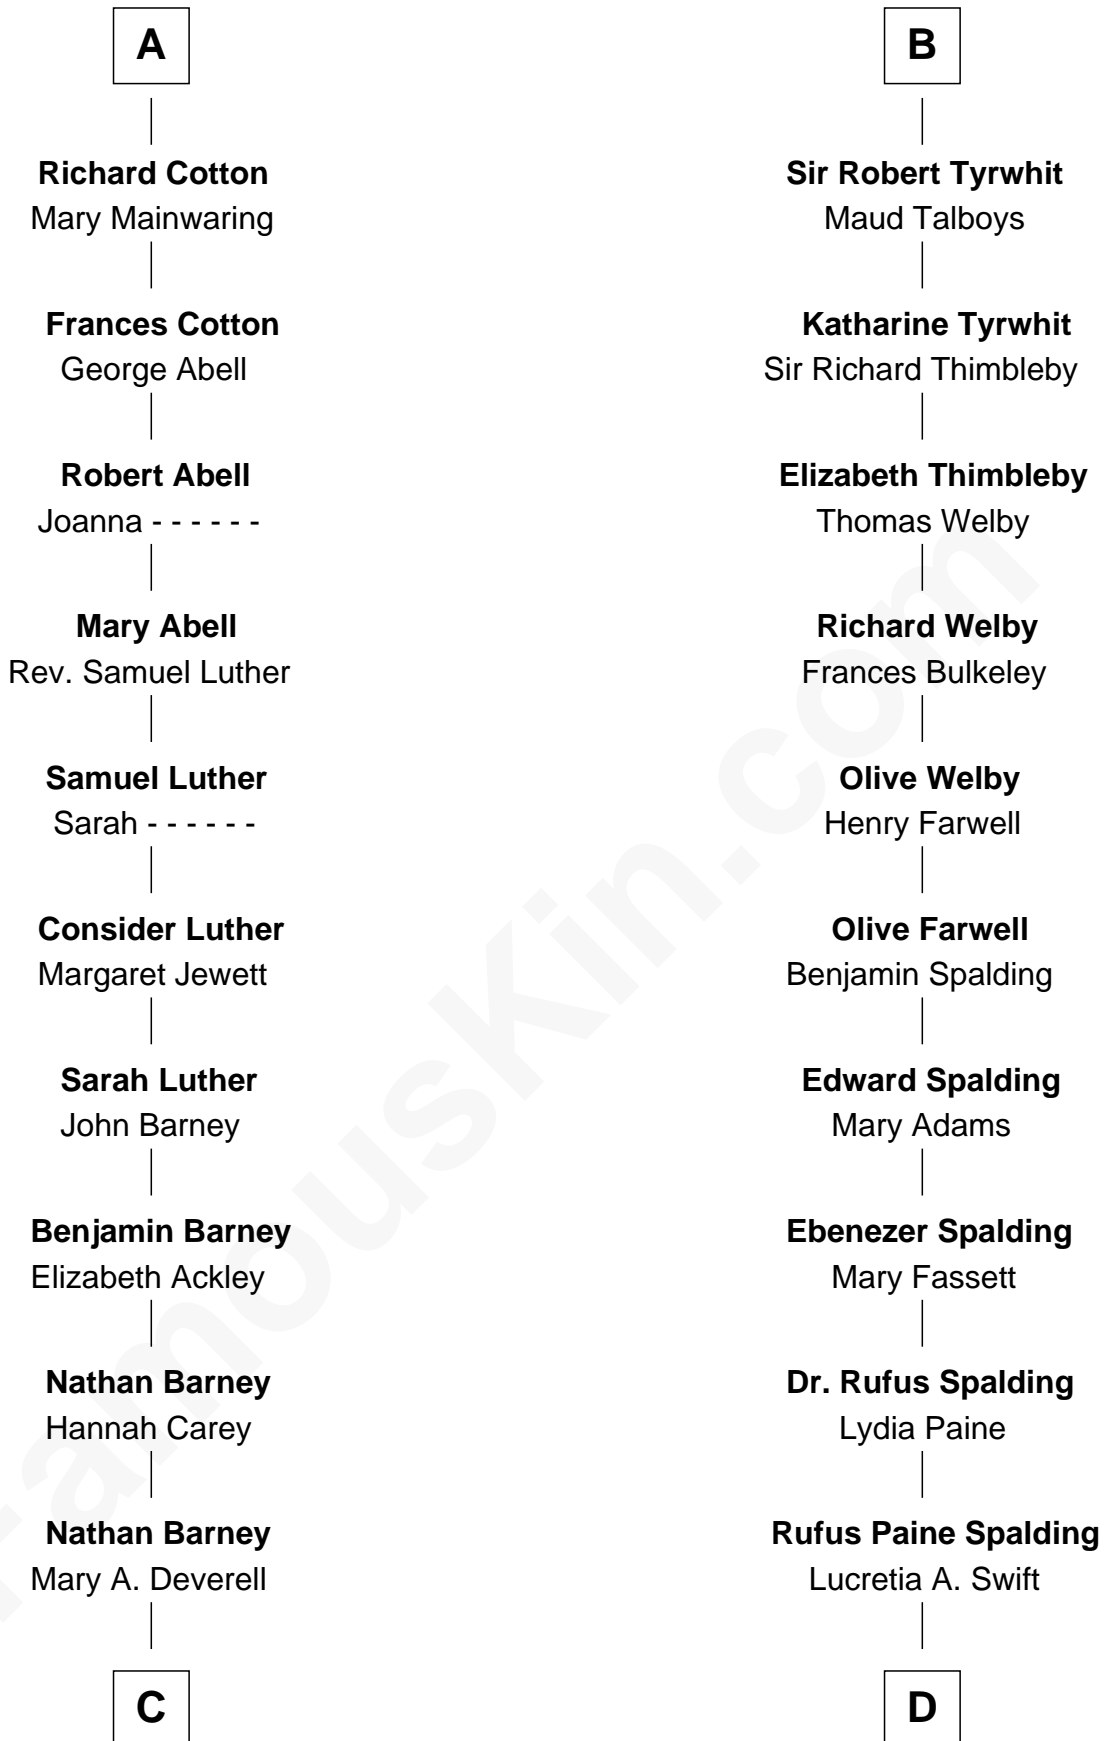 A
Richard Cotton
Mary Mainwaring
Frances Cotton
George Abell
Robert Abell
Joanna - - - - - -
Mary Abell
Rev. Samuel Luther
Samuel Luther
Sarah - - - - - -
Consider Luther
Margaret Jewett
Sarah Luther
John Barney
Benjamin Barney
Elizabeth Ackley
Nathan Barney
Hannah Carey
Nathan Barney
Mary A. Deverell
C
B
Sir Robert Tyrwhit
Maud Talboys
Katharine Tyrwhit
Sir Richard Thimbleby
Elizabeth Thimbleby
Thomas Welby
Richard Welby
Frances Bulkeley
Olive Welby
Henry Farwell
Olive Farwell
Benjamin Spalding
Edward Spalding
Mary Adams
Ebenezer Spalding
Mary Fassett
Dr. Rufus Spalding
Lydia Paine
Rufus Paine Spalding
Lucretia A. Swift
D
FamousKin.com